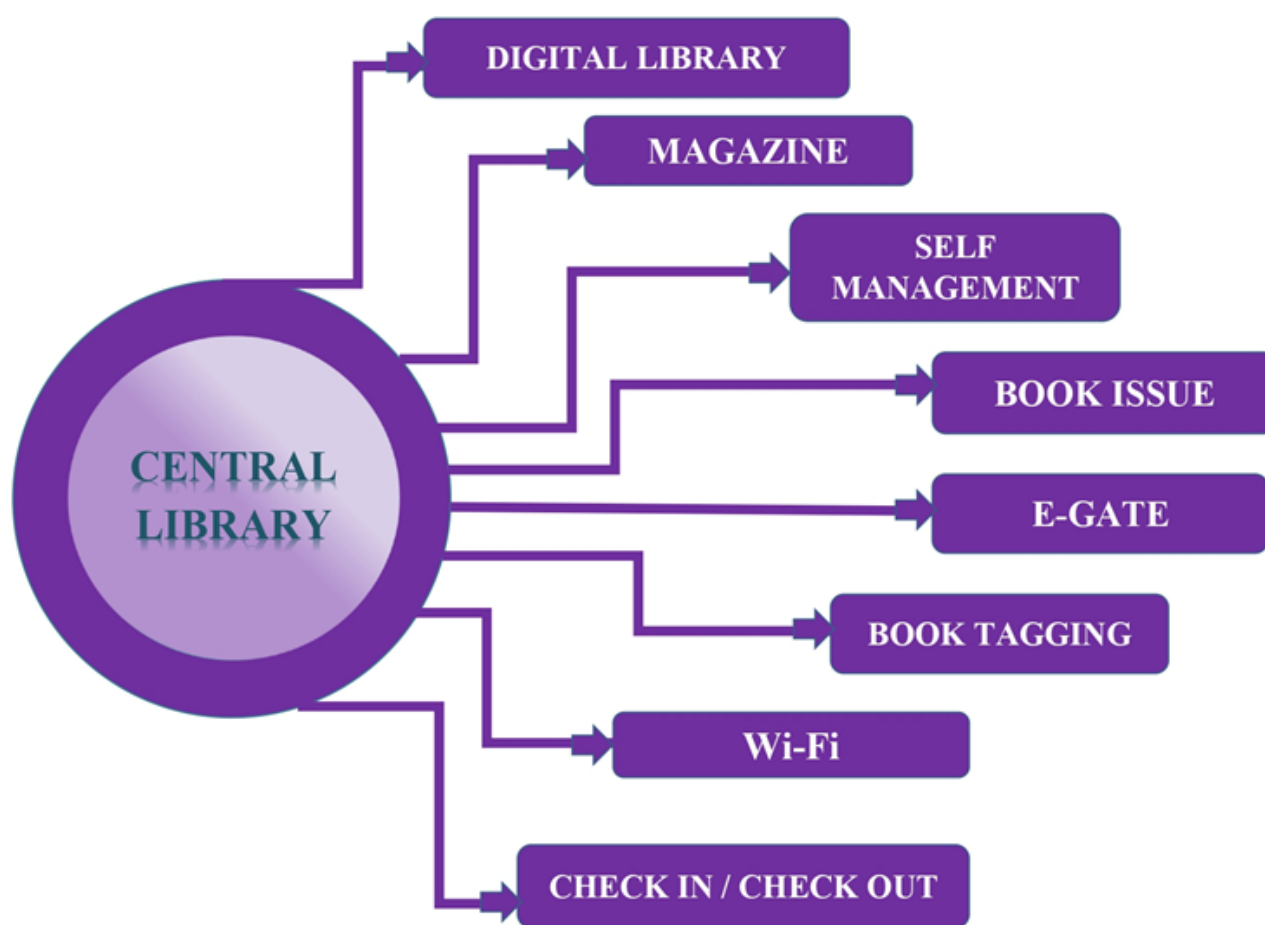 DIGITAL LIBRARY
MAGAZINE
SELF
MANAGEMENT
BOOK ISSUE
CENTRAL
LIBRARY
E-GATE
BOOK TAGGING
Wi-Fi
CHECK IN / CHECK OUT